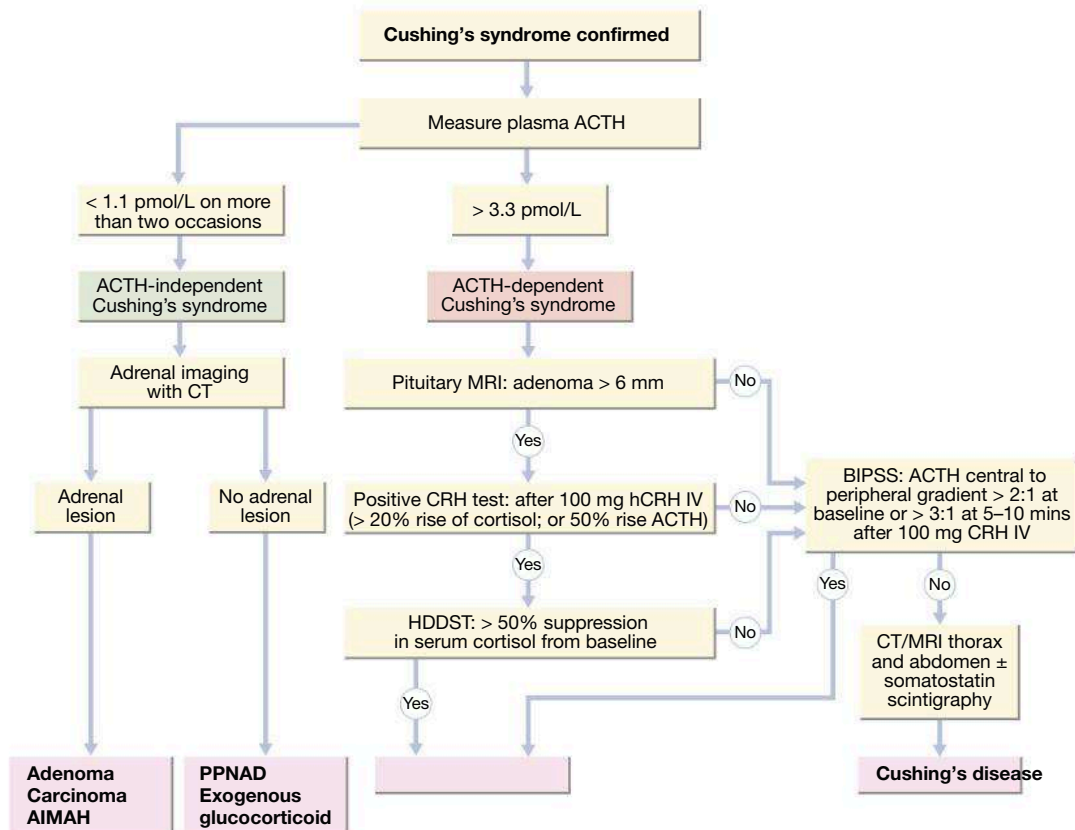 Cushing's syndrome confirmed
Measure plasma ACTH
< 1.1 pmol/L on more
than two occasions
> 3.3 pmol/L
ACTH-independent
Cushing's syndrome
ACTH-dependent
Cushing's syndrome
Adrenal imaging
with CT
Pituitary MRI: adenoma > 6 mm
No
Yes
Adrenal
lesion
No adrenal
lesion
Positive CRH test: after 100 mg hCRH IV
(> 20% rise of cortisol; or 50% rise ACTH)
No
BIPSS: ACTH central to
peripheral gradient > 2:1 at
baseline or > 3:1 at 5–10 mins
after 100 mg CRH IV
Yes
Yes
No
HDDST: > 50% suppression
in serum cortisol from baseline
No
CT/MRI thorax
and abdomen ±
somatostatin
scintigraphy
Yes
Adenoma
Carcinoma
AIMAH
PPNAD
Exogenous
glucocorticoid
Cushing's disease